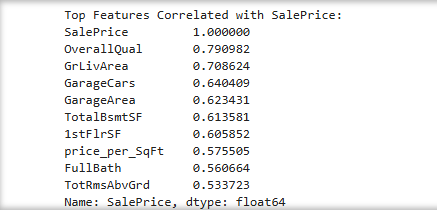 Top Features Correlated with SalePrice:
SalePrice 1.000000
OverallQual 0.790982
GrLivArea 0.708624
GarageCars 0.640409
GarageArea 0.623431
TotalBsmtSF 0.613581
1stFlrSF 0.605852
price_per_SqFt 0.575505
FullBath 0.560664
TotRmsAbvGrd 0.533723
Name: SalePrice, dtype: float64